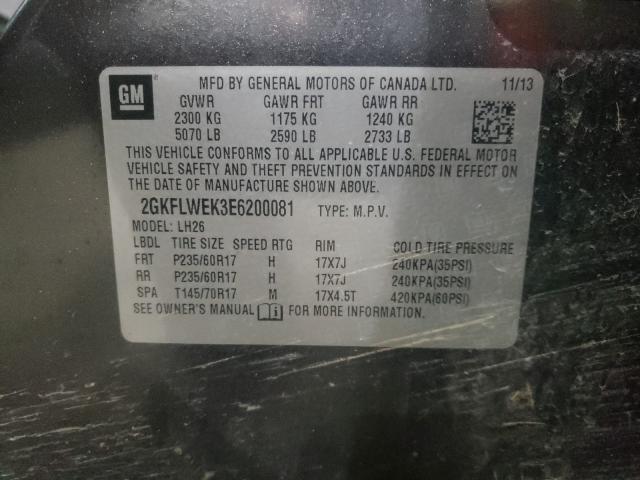 GM
MFD BY GENERAL MOTORS OF CANADA LTD. 11/13
GVWR GAWR FRT GAWR RR
2300 KG 1175 KG 1240 KG
5070 LB 2590 LB 2733 LB
THIS VEHICLE CONFORMS TO ALL APPLICABLE U.S. FEDERAL MOTOR
VEHICLE SAFETY AND THEFT PREVENTION STANDARDS IN EFFECT ON
THE DATE OF MANUFACTURE SHOWN ABOVE.
2GKFLWEK3E6200081 TYPE: M.P.V.
MODEL: LH26
LBDL TIRE SIZE SPEED RTG RIM COLD TIRE PRESSURE
FRT P235/60R17 H 17X7J 240KPA(35PSI)
RR P235/60R17 H 17X7J 240KPA(35PSI)
SPA T145/70R17 M 17X4.5T 420KPA(60PSI)
SEE OWNER'S MANUAL FOR MORE INFORMATION.